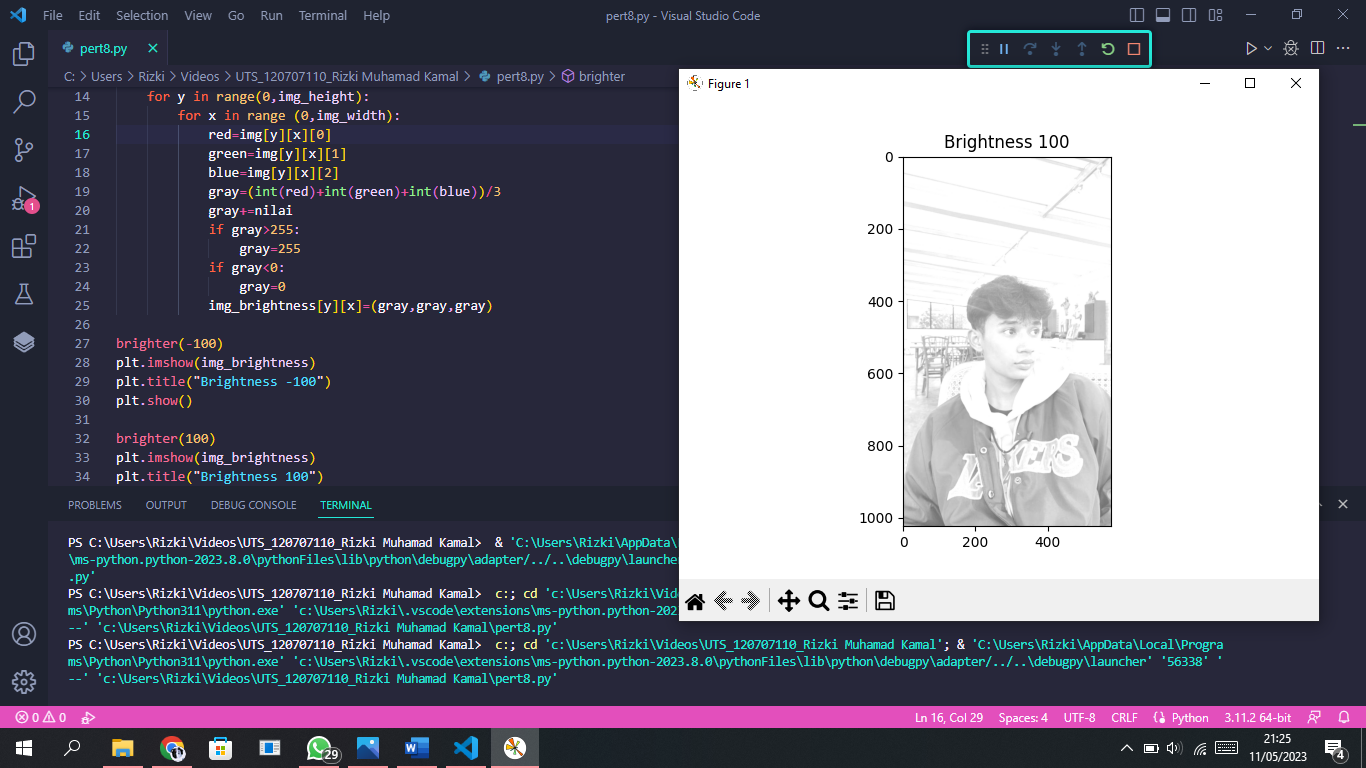 File Edit Selection View Go Run Terminal Help
pert8.py - Visual Studio Code
pert8.py
C: > Users > Rizki > Videos > UTS_120707110_Rizki Muhamad Kamal > pert8.py > brighter
14 for y in range(0,img_height):
15 for x in range (0,img_width):
16 red=img[y][x][0]
17 green=img[y][x][1]
18 blue=img[y][x][2]
19 gray=(int(red)+int(green)+int(blue))/3
20 gray+=nilai
21 if gray>255:
22 gray=255
23 if gray<0:
24 gray=0
25 img_brightness[y][x]=(gray,gray,gray)
26
27 brighter(-100)
28 plt.imshow(img_brightness)
29 plt.title("Brightness -100")
30 plt.show()
31
32 brighter(100)
33 plt.imshow(img_brightness)
34 plt.title("Brightness 100")
Figure 1
Brightness 100
0
200
400
600
800
1000
0 200 400
1
PROBLEMS OUTPUT DEBUG CONSOLE TERMINAL
PS C:\Users\Rizki\Videos\UTS_120707110_Rizki Muhamad Kamal>  & 'C:\Users\Rizki\AppData\
\ms-python.python-2023.8.0\pythonFiles\lib\python\debugpy\adapter/../..\debugpy\launcher
.py'
PS C:\Users\Rizki\Videos\UTS_120707110_Rizki Muhamad Kamal>  c:; cd 'c:\Users\Rizki\Vid
ms\Python\Python311\python.exe' 'c:\Users\Rizki\.vscode\extensions\ms-python.python-202
--' 'c:\Users\Rizki\Videos\UTS_120707110_Rizki Muhamad Kamal\pert8.py'
PS C:\Users\Rizki\Videos\UTS_120707110_Rizki Muhamad Kamal>  c:; cd 'c:\Users\Rizki\Videos\UTS_120707110_Rizki Muhamad Kamal'; & 'C:\Users\Rizki\AppData\Local\Progra
ms\Python\Python311\python.exe' 'c:\Users\Rizki\.vscode\extensions\ms-python.python-2023.8.0\pythonFiles\lib\python\debugpy\adapter/../..\debugpy\launcher' '56338' '
--' 'c:\Users\Rizki\Videos\UTS_120707110_Rizki Muhamad Kamal\pert8.py'
0 0 Ln 16, Col 29 Spaces: 4 UTF-8 CRLF Python 3.11.2 64-bit
29
W
21:25
11/05/2023
4